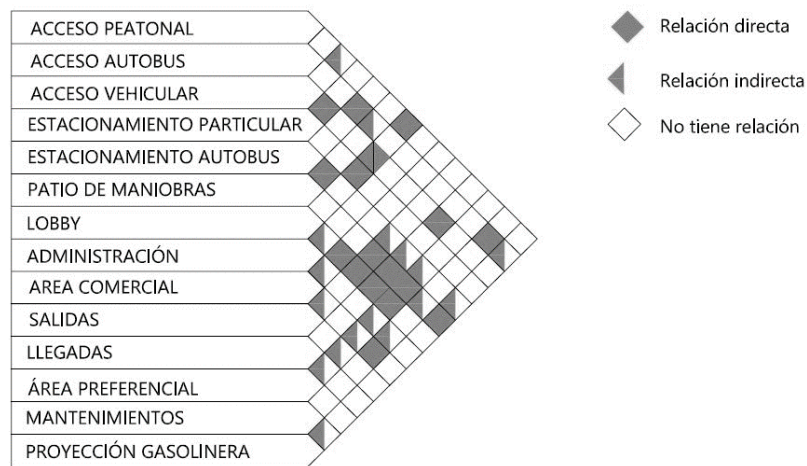 ACCESO PEATONAL
ACCESO AUTOBUS
ACCESO VEHICULAR
ESTACIONAMIENTO PARTICULAR
ESTACIONAMIENTO AUTOBUS
PATIO DE MANIOBRAS
LOBBY
ADMINISTRACIÓN
AREA COMERCIAL
SALIDAS
LLEGADAS
ÁREA PREFERENCIAL
MANTENIMIENTOS
PROYECCIÓN GASOLINERA
Relación directa
Relación indirecta
No tiene relación